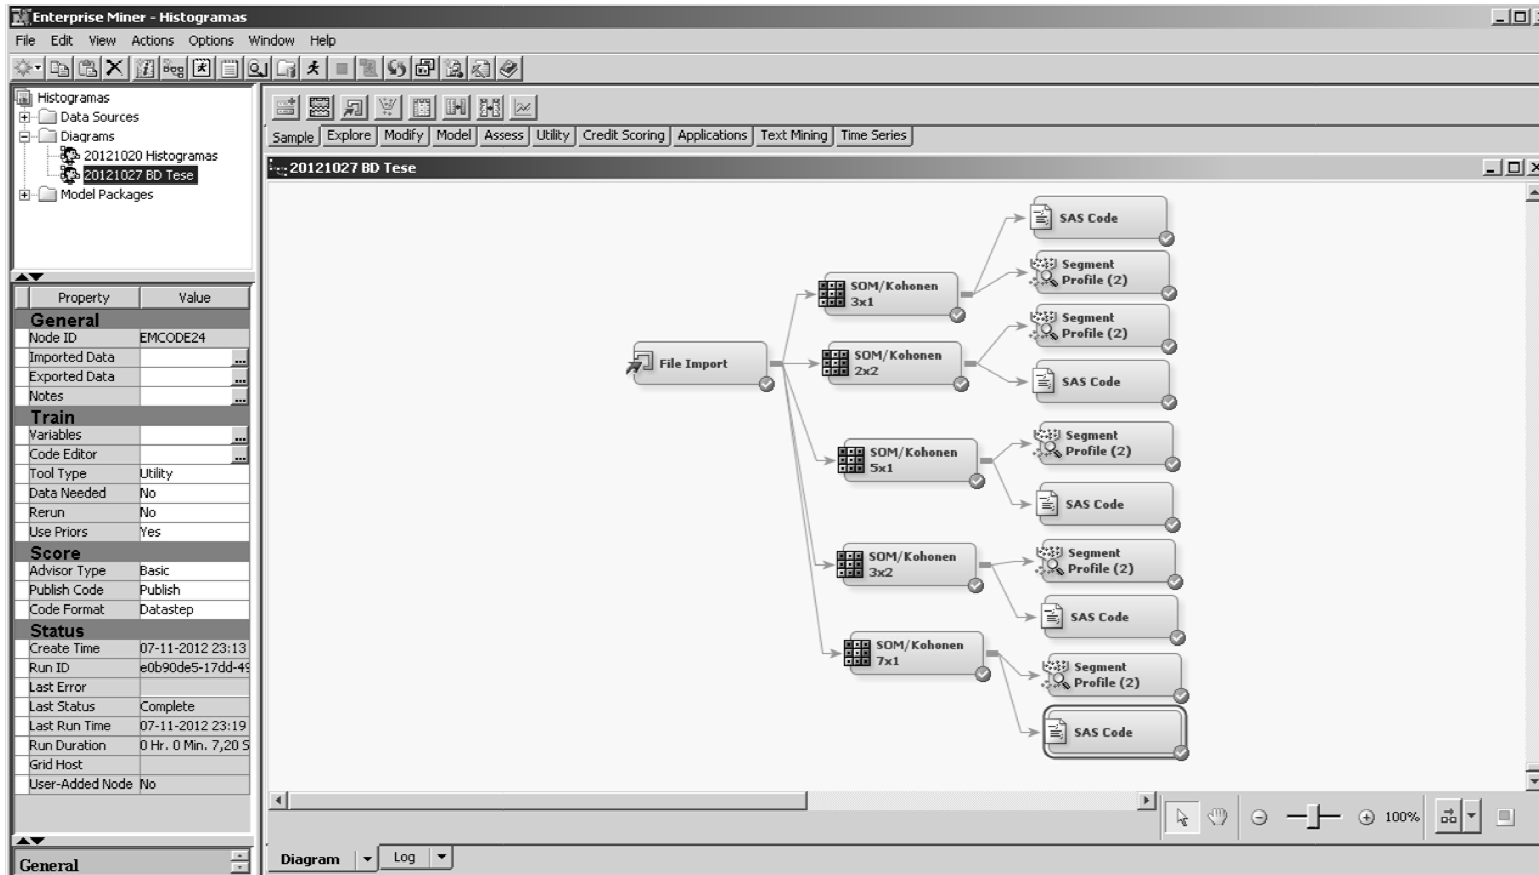 Enterprise Miner - Histogramas
File Edit View Actions Options Window Help
Histogramas
Data Sources
Diagrams
20121020 Histogramas
20121027 BD Tese
Model Packages
Property Value
General
Node ID EMCODE24
Imported Data ...
Exported Data ...
Notes ...
Train
Variables ...
Code Editor ...
Tool Type Utility
Data Needed No
Rerun No
Use Priors Yes
Score
Advisor Type Basic
Publish Code Publish
Code Format Datastep
Status
Create Time 07-11-2012 23:13
Run ID e0b90de5-17dd-49
Last Error
Last Status Complete
Last Run Time 07-11-2012 23:19
Run Duration 0 Hr. 0 Min. 7,20 S
Grid Host
User-Added Node No
General
Sample Explore Modify Model Assess Utility Credit Scoring Applications Text Mining Time Series
20121027 BD Tese
File Import
SOM/Kohonen
3x1
SAS Code
Segment
Profile (2)
SOM/Kohonen
2x2
Segment
Profile (2)
SAS Code
SOM/Kohonen
5x1
Segment
Profile (2)
SAS Code
SOM/Kohonen
3x2
Segment
Profile (2)
SAS Code
SOM/Kohonen
7x1
Segment
Profile (2)
SAS Code
100%
Diagram Log